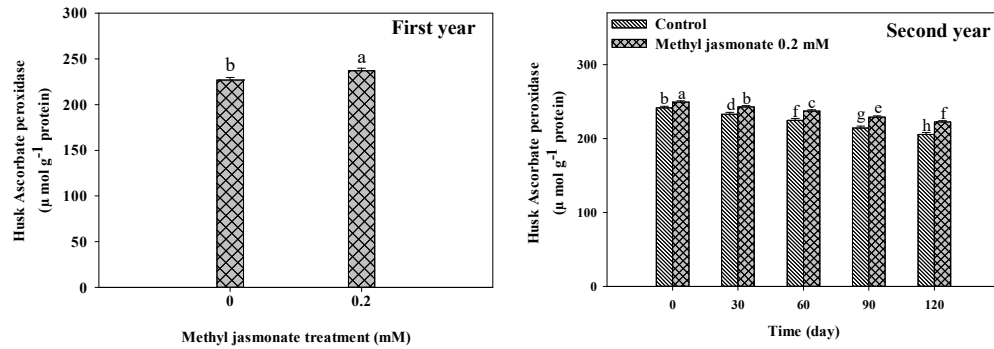 First year
Husk Ascorbate peroxidase
(μ mol g-1 protein)
300
250
200
150
100
50
0
b
a
0
0.2
Methyl jasmonate treatment (mM)
Control
Methyl jasmonate 0.2 mM
Second year
Husk Ascorbate peroxidase
(μ mol g-1 protein)
300
200
100
0
b a d b f c g e h f
0 30 60 90 120
Time (day)